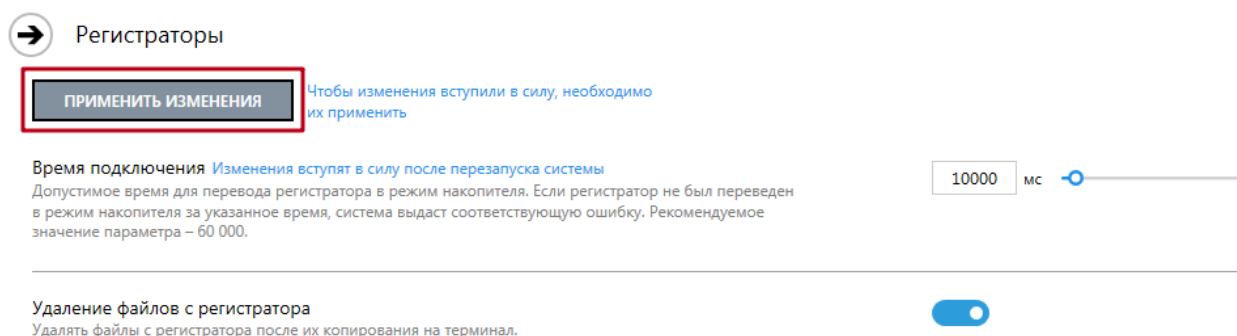 Регистраторы
ПРИМЕНИТЬ ИЗМЕНЕНИЯ
Чтобы изменения вступили в силу, необходимо
их применить
Время подключения Изменения вступят в силу после перезапуска системы
Допустимое время для перевода регистратора в режим накопителя. Если регистратор не был переведен
в режим накопителя за указанное время, система выдаст соответствующую ошибку. Рекомендуемое
значение параметра – 60 000.
10000 мс
Удаление файлов с регистратора
Удалять файлы с регистратора после их копирования на терминал.